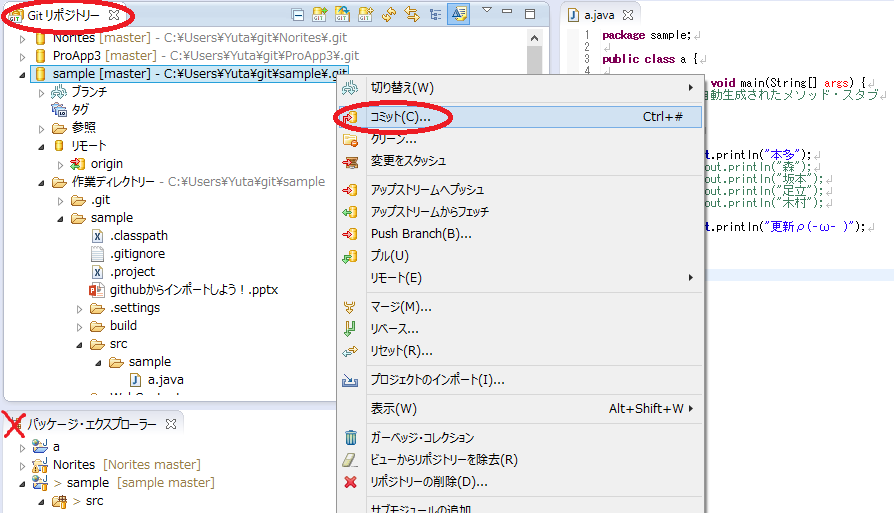 Git リポジトリー
Norites [master] - C:¥Users¥Yuta¥git¥Norites¥.git
ProApp3 [master] - C:¥Users¥Yuta¥git¥ProApp3¥.git
sample [master] - C:¥Users¥Yuta¥git¥sample¥.git
ブランチ
タグ
参照
リモート
origin
作業ディレクトリー - C:¥Users¥Yuta¥git¥sample
.git
sample
.classpath
.gitignore
.project
githubからインポートしよう！.pptx
.settings
build
src
sample
a.java
パッケージ・エクスプローラー
a
Norites [Norites master]
> sample [sample master]
> src
切り替え(W)
コミット(C)... Ctrl+#
クリーン...
変更をスタッシュ
アップストリームへプッシュ
アップストリームからフェッチ
Push Branch(B)...
プル(U)
リモート(E)
マージ(M)...
リベース...
リセット(R)...
プロジェクトのインポート(I)...
表示(W) Alt+Shift+W
ガーベッジ・コレクション
ビューからリポジトリーを除去(R)
リポジトリーの削除(D)...
サブモジュールの追加
a.java
1 package sample;
2
3 public class a {
4
void main(String[] args) {
自動生成されたメソッド・スタブ
t.println("本多");
out.println("森");
out.println("坂本");
out.println("足立");
out.println("木村");
t.println("更新ρ(-ω- )");